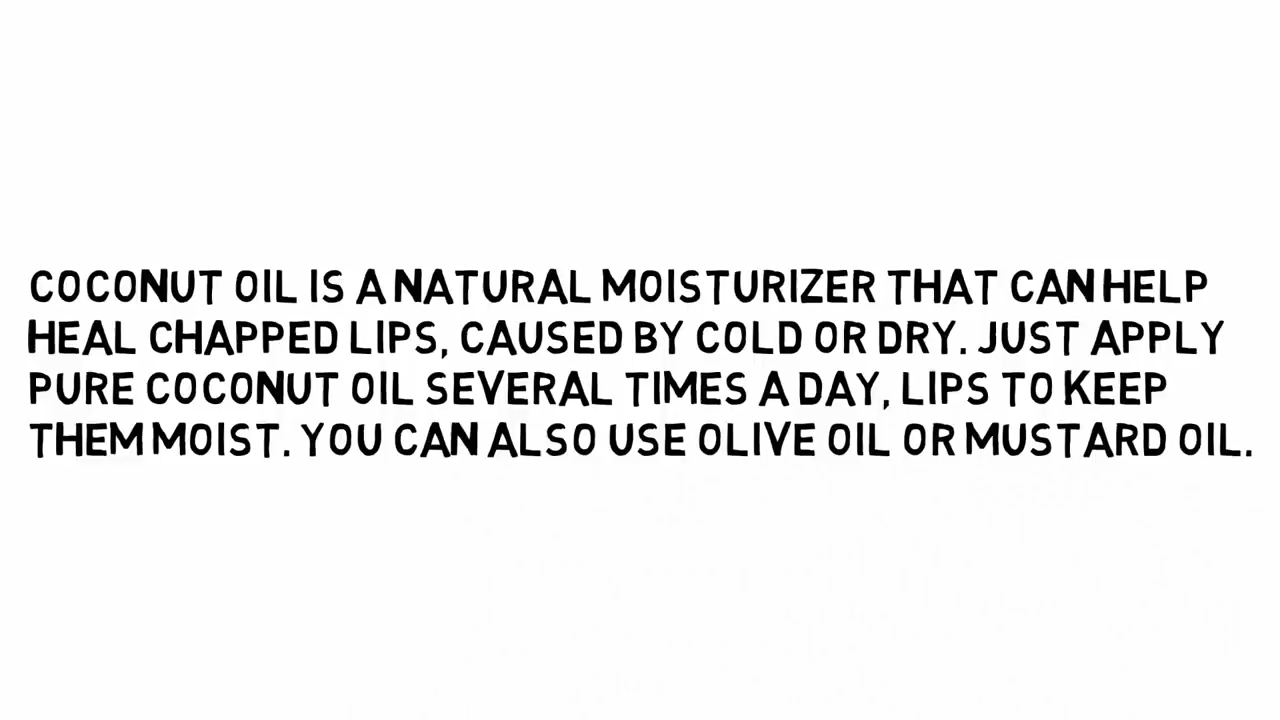 COCONUT OIL IS A NATURAL MOISTURIZER THAT CAN HELP
HEAL CHAPPED LIPS, CAUSED BY COLD OR DRY. JUST APPLY
PURE COCONUT OIL SEVERAL TIMES A DAY, LIPS TO KEEP
THEM MOIST. YOU CAN ALSO USE OLIVE OIL OR MUSTARD OIL.